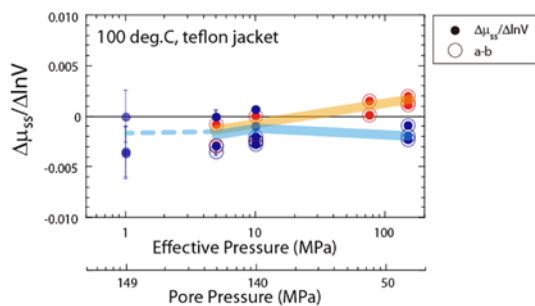 100 deg.C, teflon jacket
Δμss/ΔlnV
a-b
0.010
0.005
0
-0.005
-0.010
Δμss/ΔlnV
1 10 100
Effective Pressure (MPa)
149 140 50
Pore Pressure (MPa)